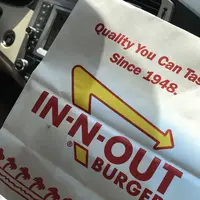 Quality You Can Tas
Since 1948.
IN-N-OUT
®BURGER